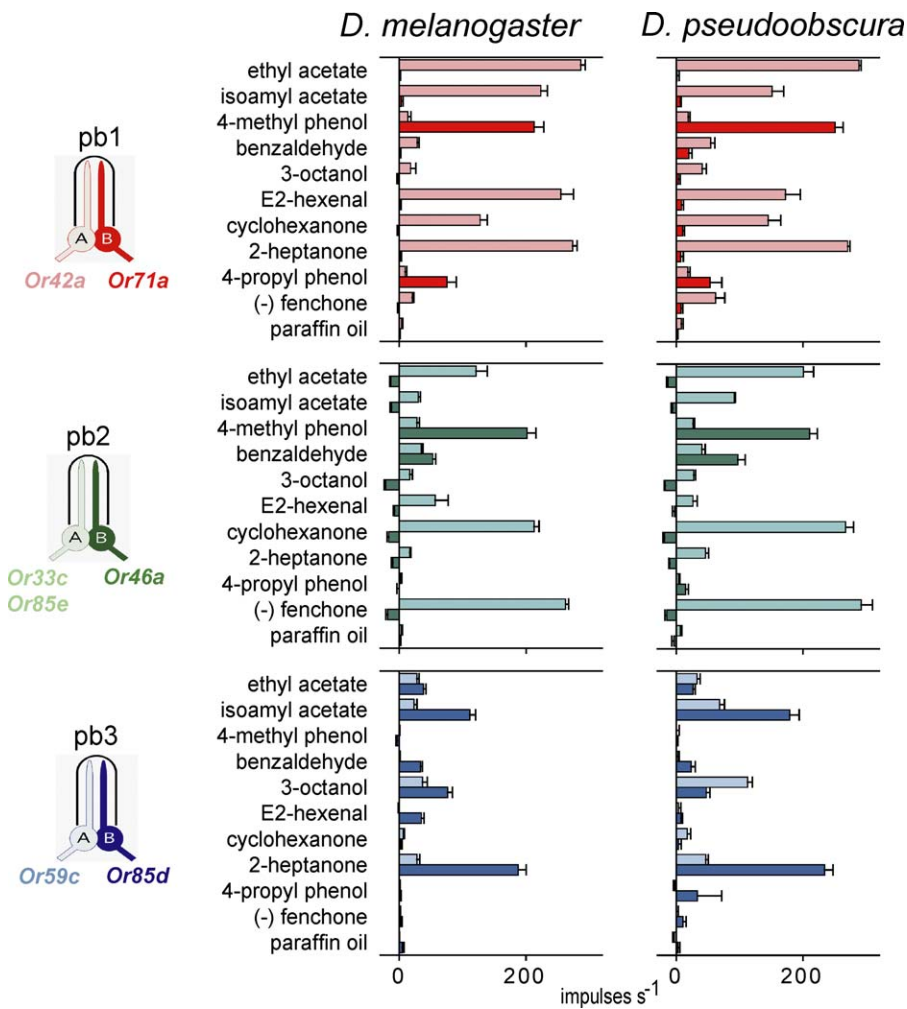 D. melanogaster
D. pseudoobscura
pb1
A B
Or42a Or71a
ethyl acetate
isoamyl acetate
4-methyl phenol
benzaldehyde
3-octanol
E2-hexenal
cyclohexanone
2-heptanone
4-propyl phenol
(-) fenchone
paraffin oil
pb2
A B
Or33c Or46a
Or85e
ethyl acetate
isoamyl acetate
4-methyl phenol
benzaldehyde
3-octanol
E2-hexenal
cyclohexanone
2-heptanone
4-propyl phenol
(-) fenchone
paraffin oil
pb3
A B
Or59c Or85d
ethyl acetate
isoamyl acetate
4-methyl phenol
benzaldehyde
3-octanol
E2-hexenal
cyclohexanone
2-heptanone
4-propyl phenol
(-) fenchone
paraffin oil
0 200 0 200
impulses s⁻¹